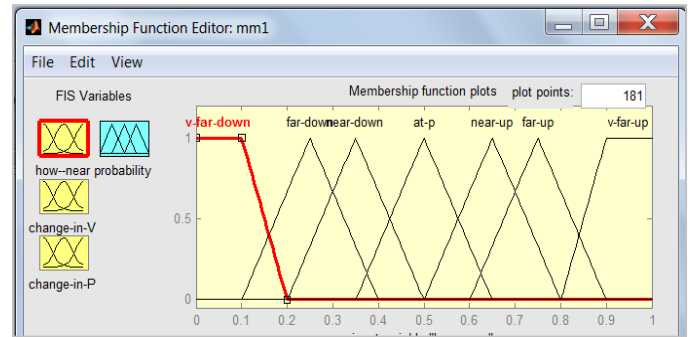 Membership Function Editor: mm1
File Edit View
FIS Variables
Membership function plots
plot points:
181
v-far-down
far-down
near-down
at-p
near-up
far-up
v-far-up
how--near
probability
change-in-V
change-in-P
1
0.5
0
0 0.1 0.2 0.3 0.4 0.5 0.6 0.7 0.8 0.9 1